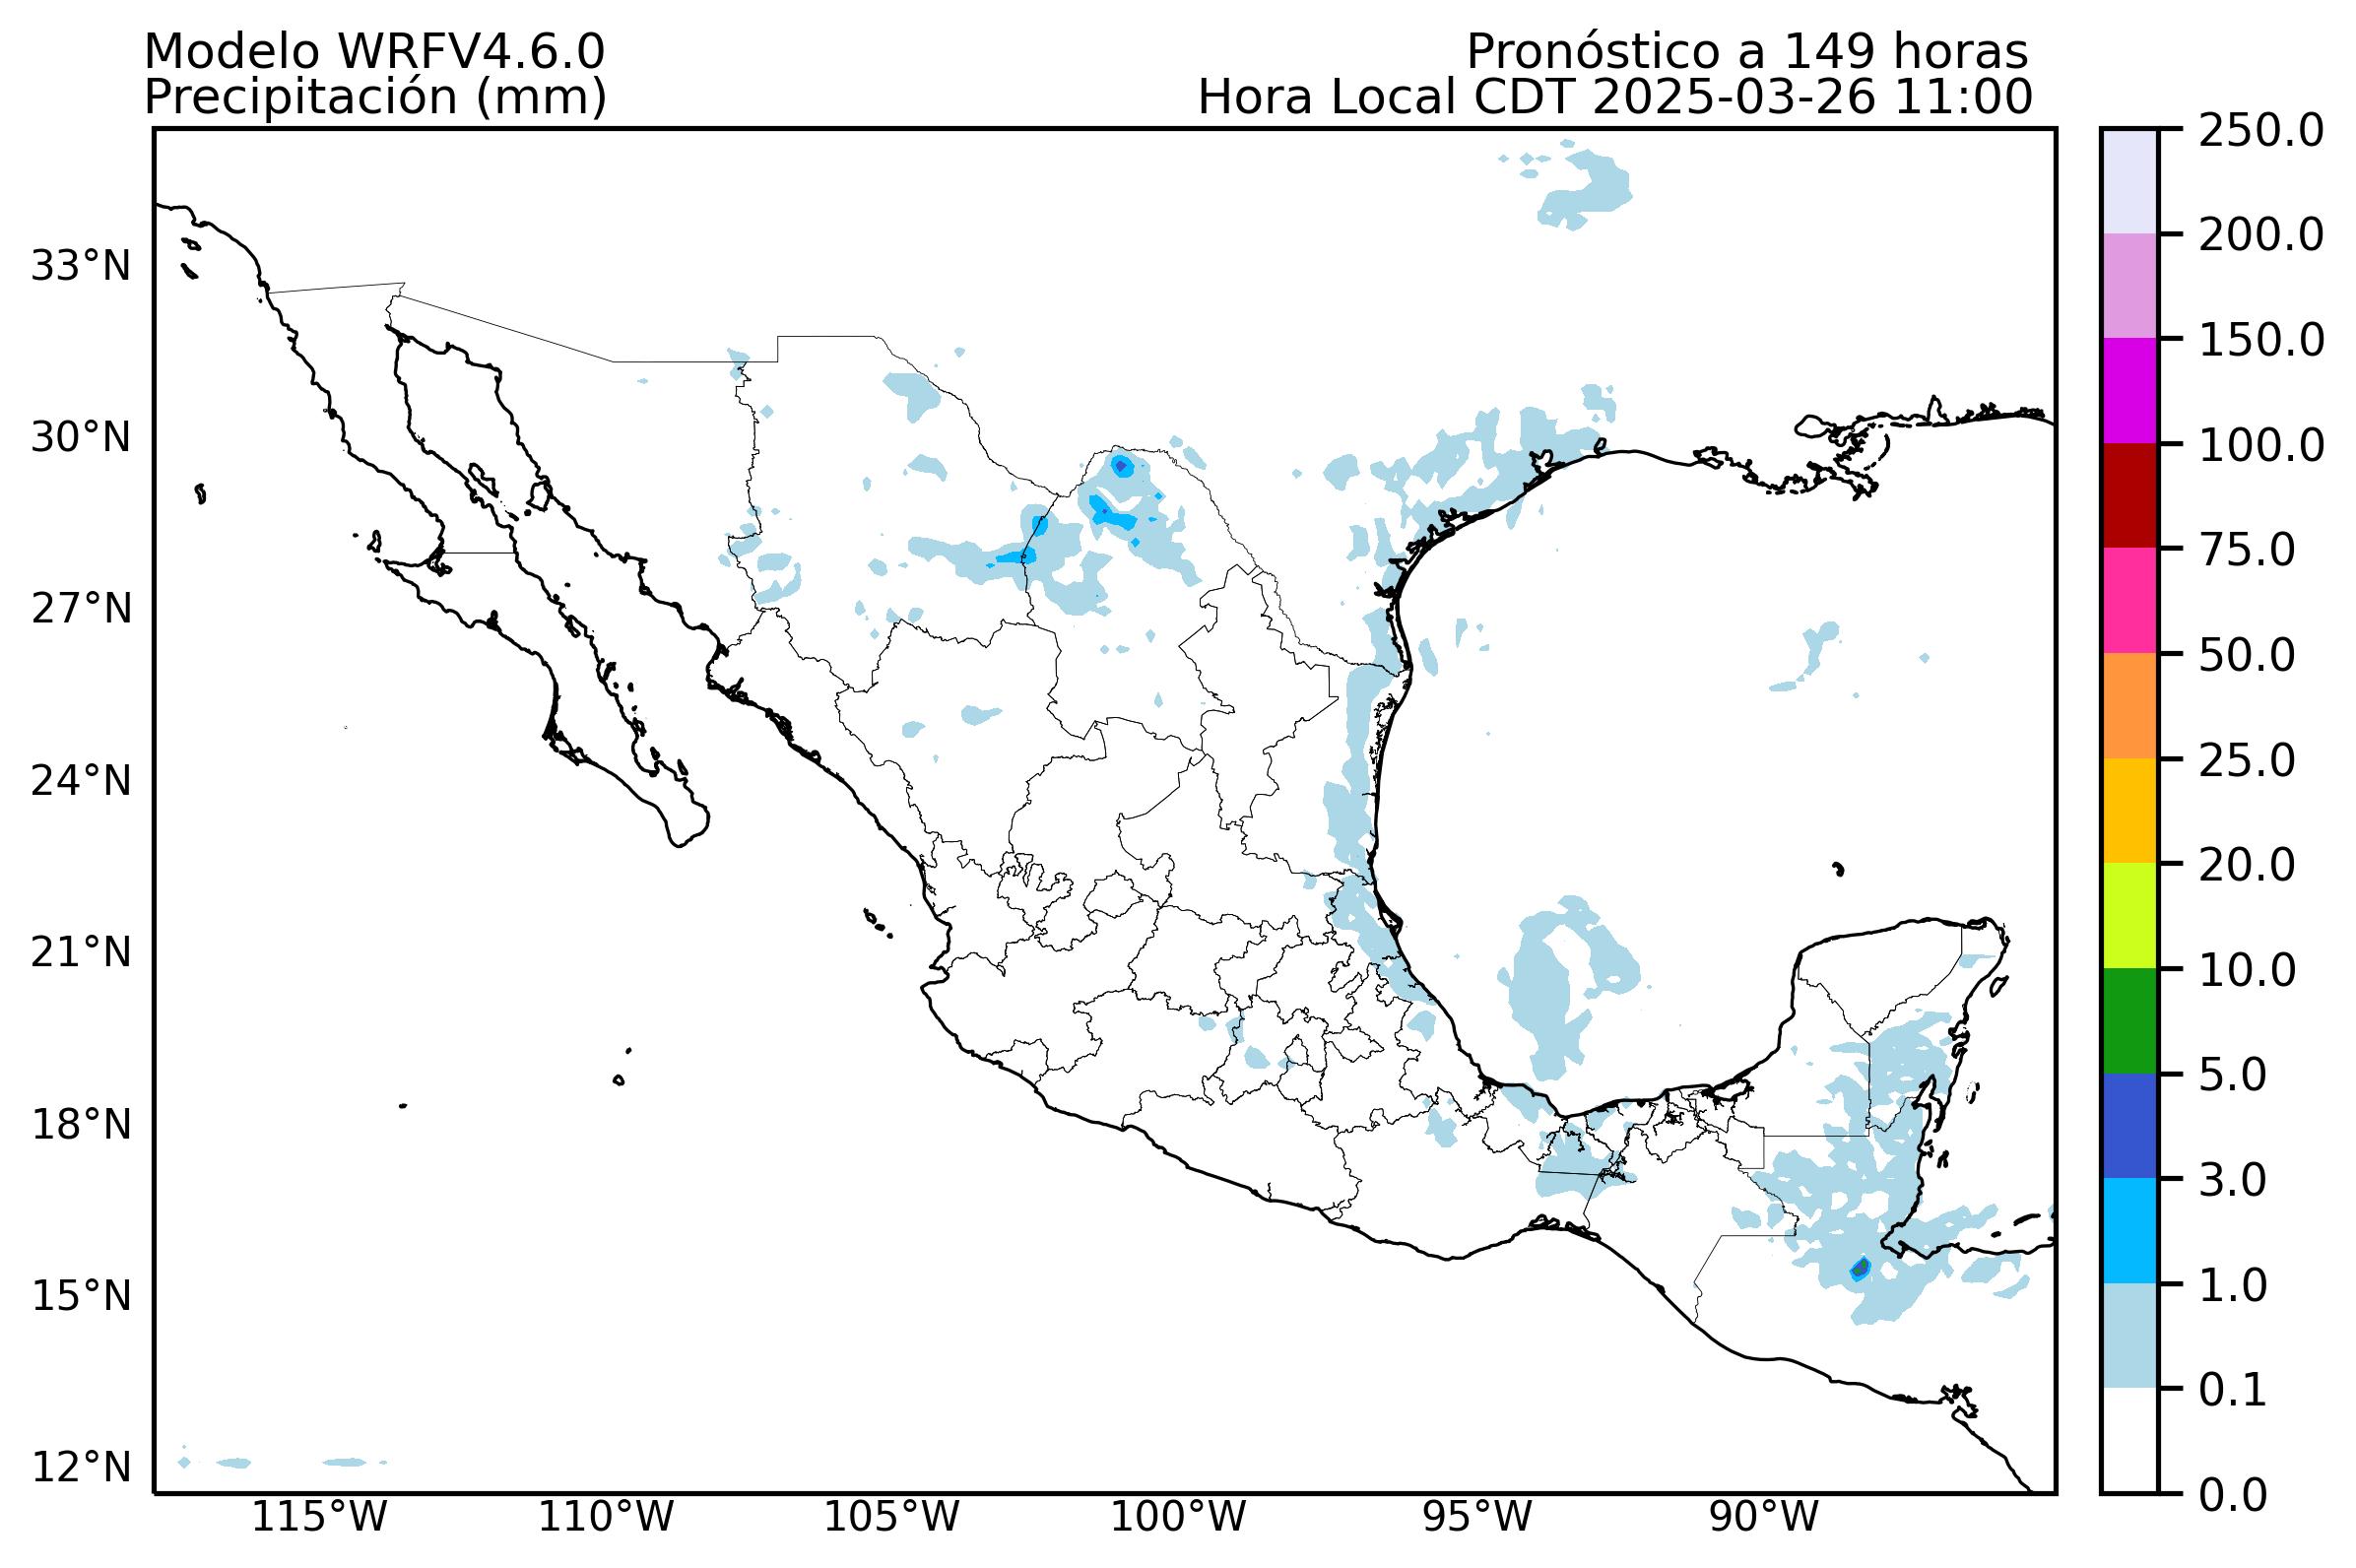 Modelo WRFV4.6.0
Pronóstico a 149 horas
Precipitación (mm)
Hora Local CDT 2025-03-26 11:00
33°N
30°N
27°N
24°N
21°N
18°N
15°N
12°N
115°W
110°W
105°W
100°W
95°W
90°W
250.0
200.0
150.0
100.0
75.0
50.0
25.0
20.0
10.0
5.0
3.0
1.0
0.1
0.0